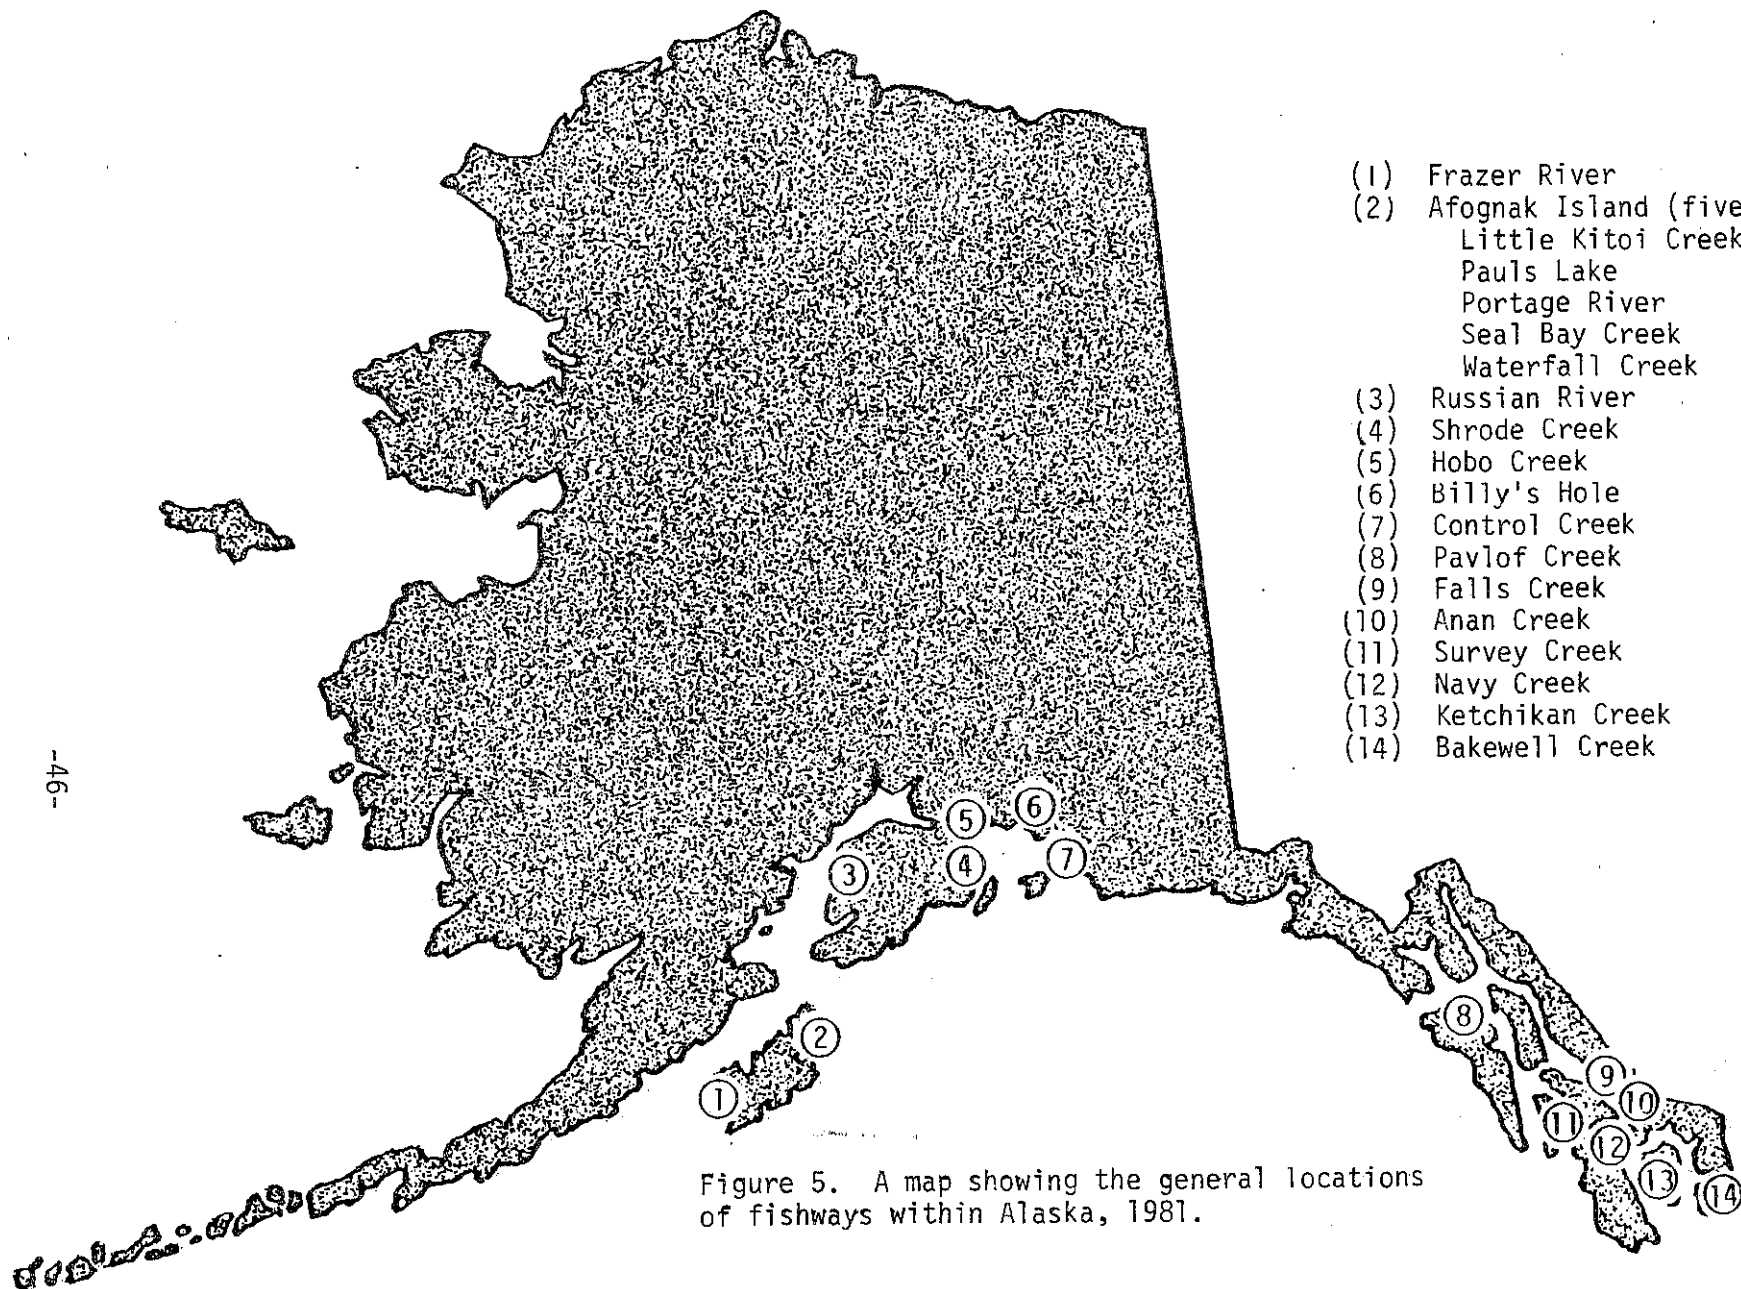 (1) Frazer River
(2) Afognak Island (five
Little Kitoi Creek
Pauls Lake
Portage River
Seal Bay Creek
Waterfall Creek
(3) Russian River
(4) Shrode Creek
(5) Hobo Creek
(6) Billy's Hole
(7) Control Creek
(8) Pavlof Creek
(9) Falls Creek
(10) Anan Creek
(11) Survey Creek
(12) Navy Creek
(13) Ketchikan Creek
(14) Bakewell Creek
-46-
5
6
4
7
3
8
2
1
9
10
11
12
13
14
Figure 5. A map showing the general locations
of fishways within Alaska, 1981.